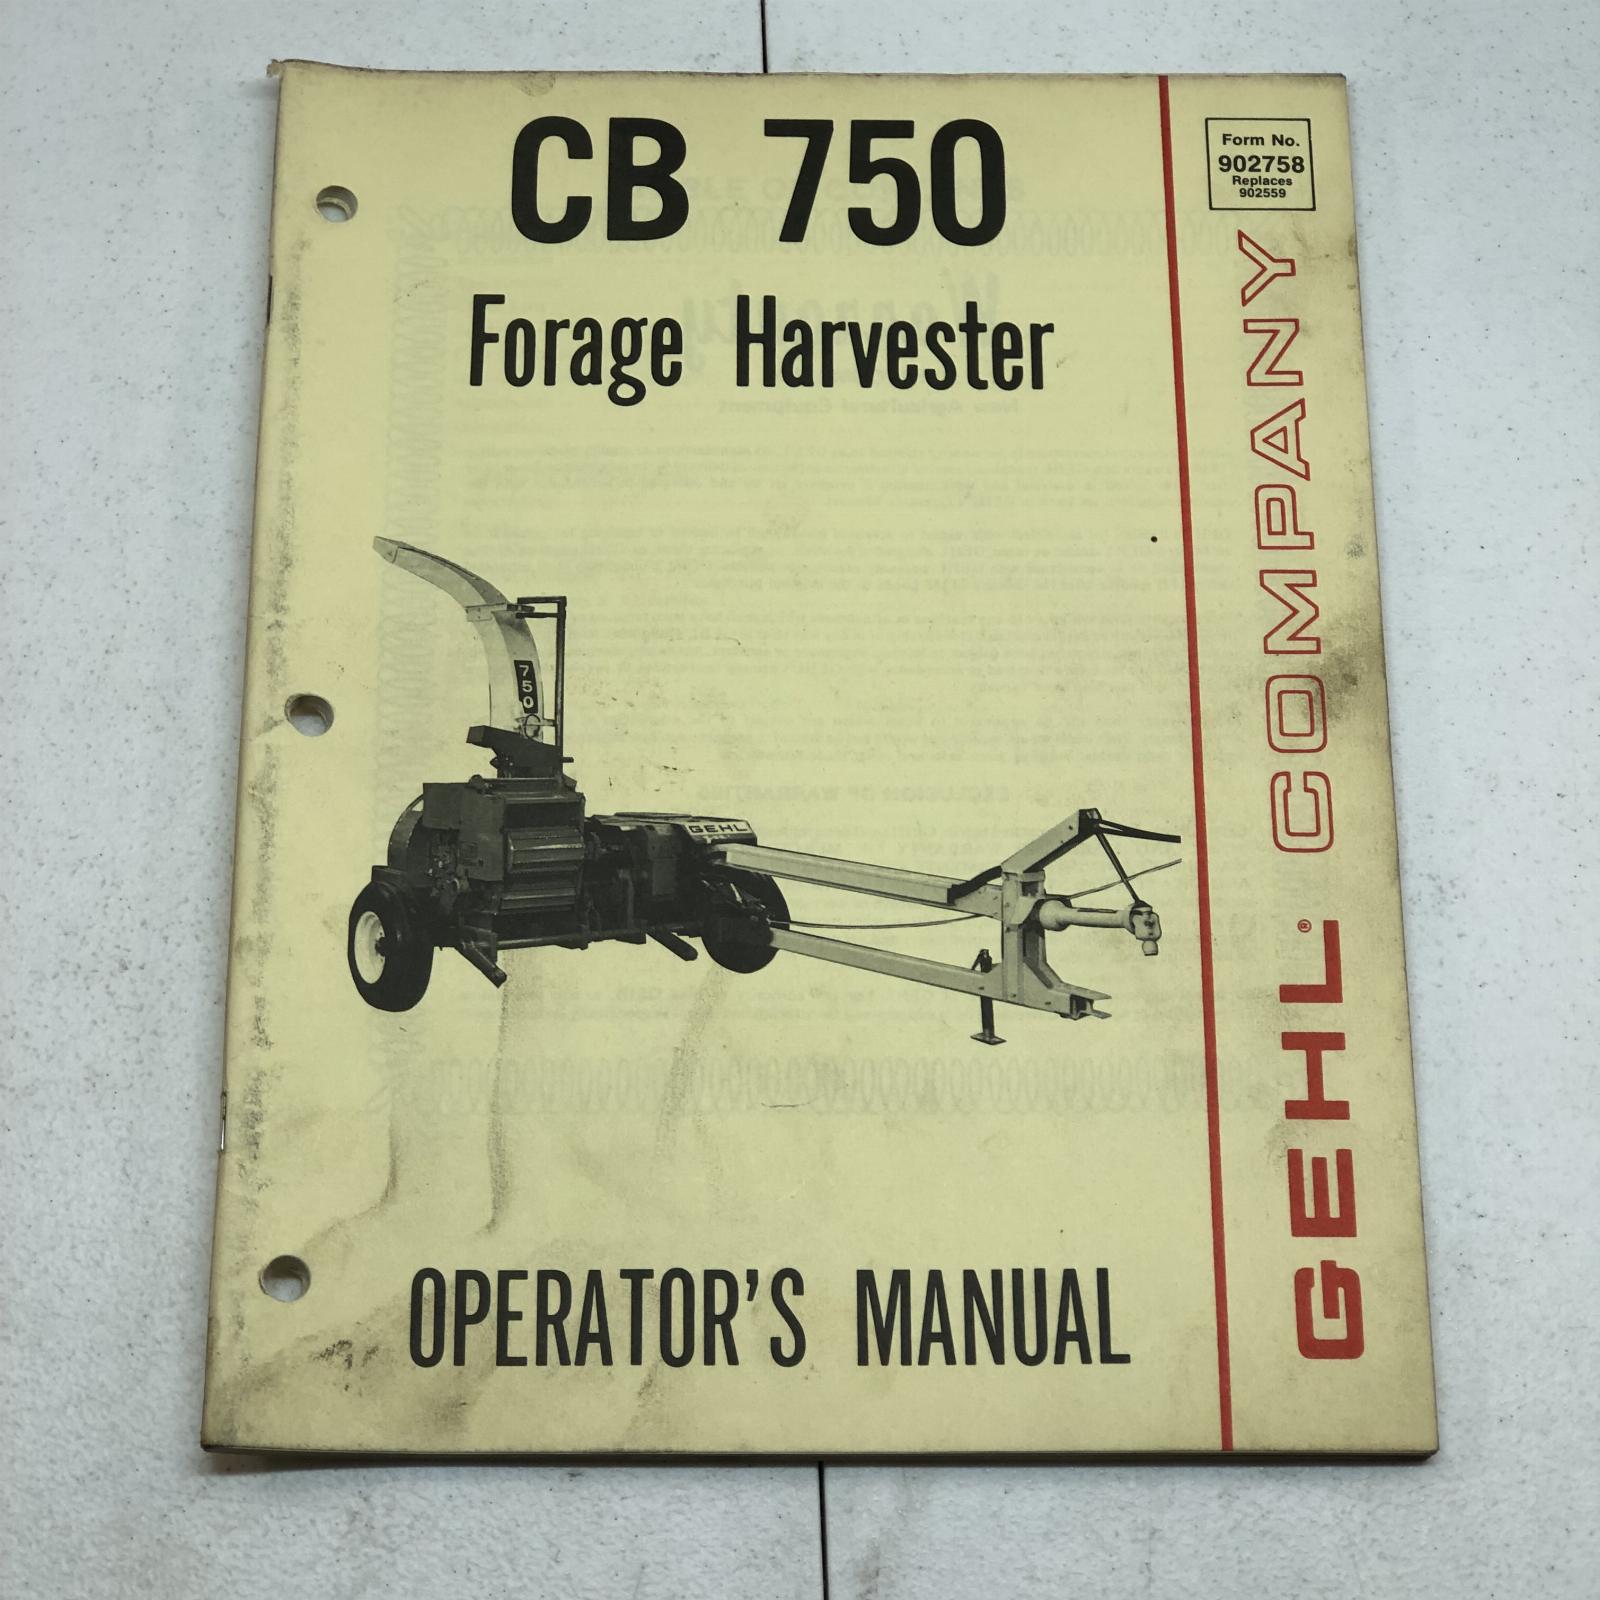 CB 750
Forage Harvester
Form No.
902758
Replaces
902559
GEHL® COMPANY
750
GEHL
OPERATOR'S MANUAL